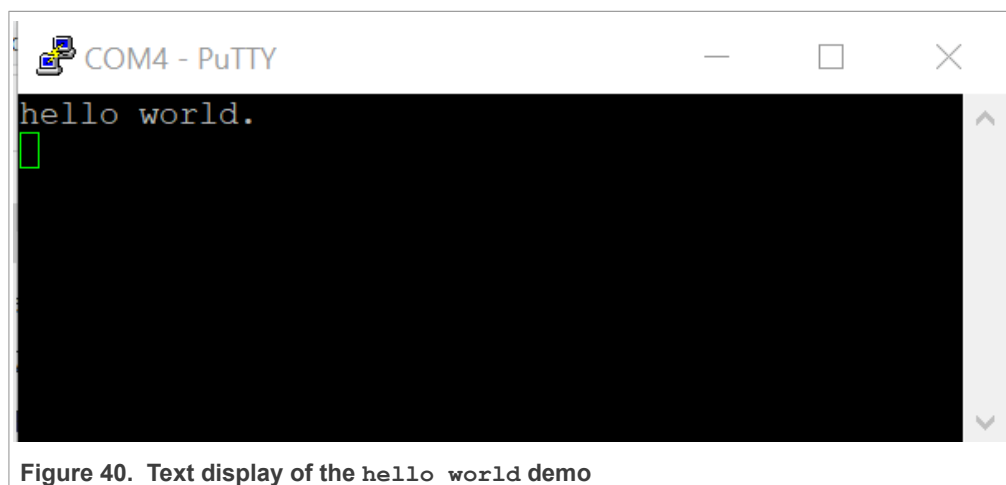 COM4 - PuTTY
hello world.
Figure 40. Text display of the hello world demo